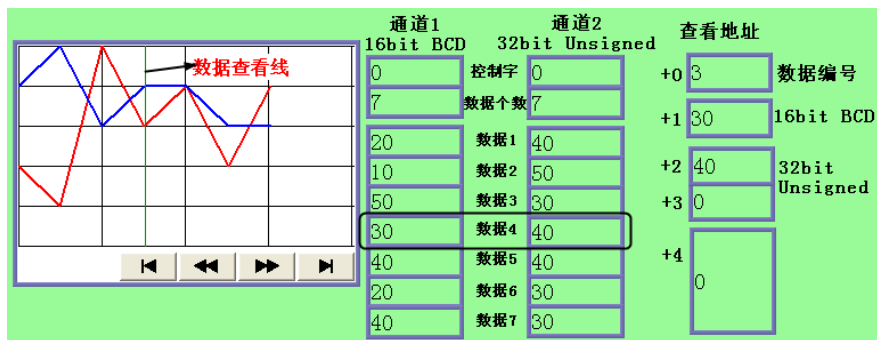 通道1 通道2 查看地址
16bit BCD 32bit Unsigned
数据查看线
0 控制字 0 +0 3 数据编号
7 数据个数 7 +1 30 16bit BCD
20 数据1 40
10 数据2 50 +2 40 32bit
50 数据3 30 +3 0 Unsigned
30 数据4 40
40 数据5 40 +4 0
20 数据6 30
40 数据7 30